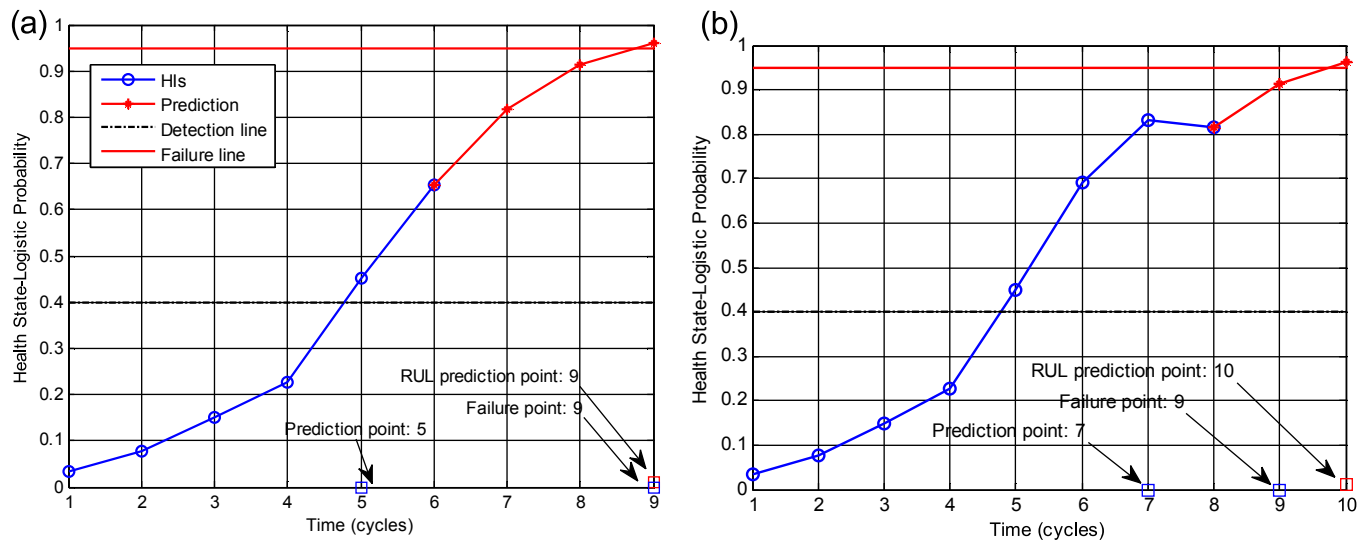 (a)
Health State-Logistic Probability
1
0.9
0.8
0.7
0.6
0.5
0.4
0.3
0.2
0.1
0
HIs
Prediction
Detection line
Failure line
RUL prediction point: 9
Failure point: 9
Prediction point: 5
1 2 3 4 5 6 7 8 9
Time (cycles)
(b)
Health State-Logistic Probability
1
0.9
0.8
0.7
0.6
0.5
0.4
0.3
0.2
0.1
0
RUL prediction point: 10
Failure point: 9
Prediction point: 7
1 2 3 4 5 6 7 8 9 10
Time (cycles)